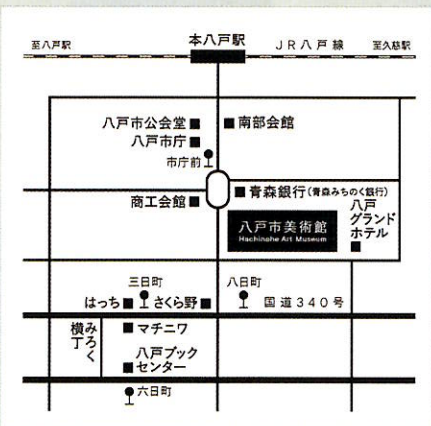 本八戸駅
至八戸駅
JR八戸線
至久慈駅
八戸市公会堂
南部会館
八戸市庁
市庁前
青森銀行(青森みちのく銀行)
商工会館
八戸市美術館
Hachinohe Art Museum
八戸
グランド
ホテル
三日町
八日町
はっち
さくら野
国道340号
みろく
横丁
マチニワ
八戸ブック
センター
六日町